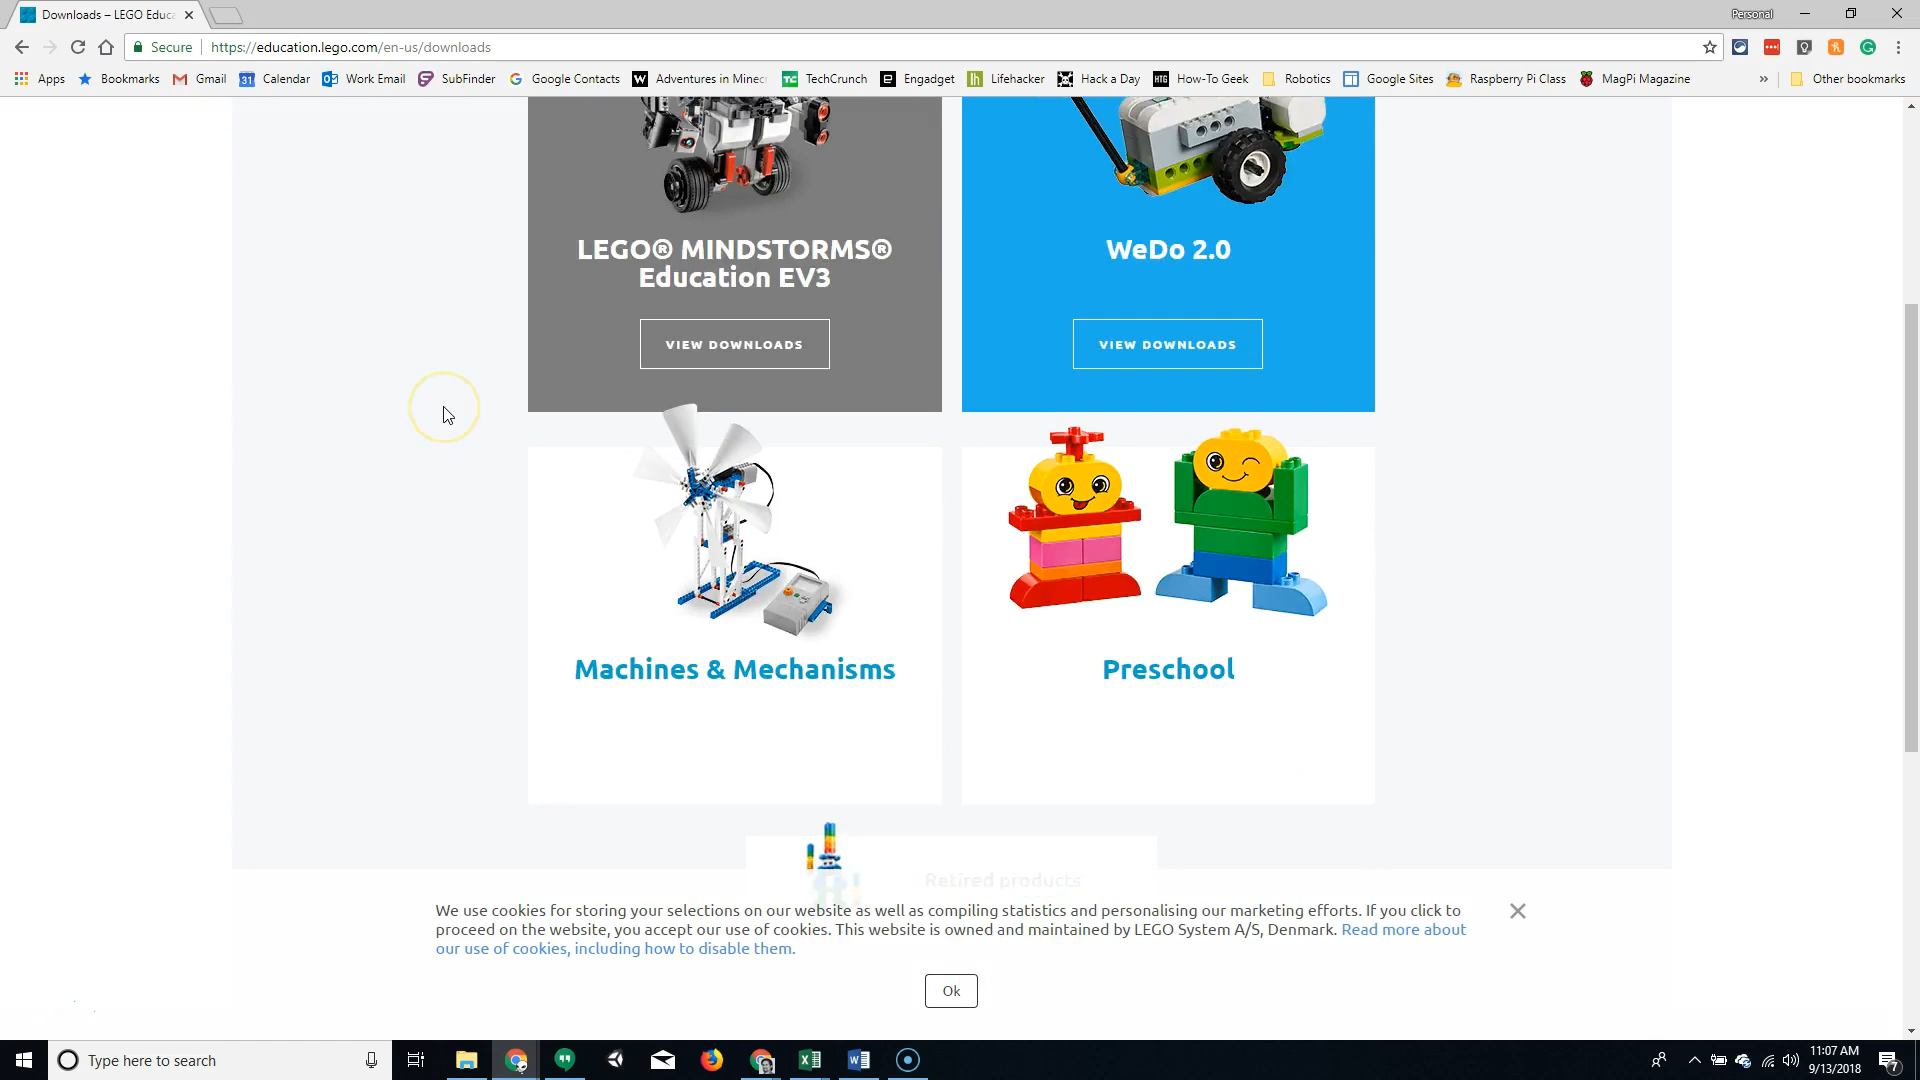 Downloads – LEGO Educa
Personal
Secure
https://education.lego.com/en-us/downloads
Apps
Bookmarks
Gmail
31
Calendar
Work Email
SubFinder
Google Contacts
Adventures in Minec
TechCrunch
Engadget
Lifehacker
Hack a Day
HTG
How-To Geek
Robotics
Google Sites
Raspberry Pi Class
MagPi Magazine
»
Other bookmarks
LEGO® MINDSTORMS®
Education EV3
VIEW DOWNLOADS
WeDo 2.0
VIEW DOWNLOADS
Machines & Mechanisms
Preschool
Retired products
We use cookies for storing your selections on our website as well as compiling statistics and personalising our marketing efforts. If you click to
proceed on the website, you accept our use of cookies. This website is owned and maintained by LEGO System A/S, Denmark. Read more about
our use of cookies, including how to disable them.
Ok
Type here to search
11:07 AM
9/13/2018
7